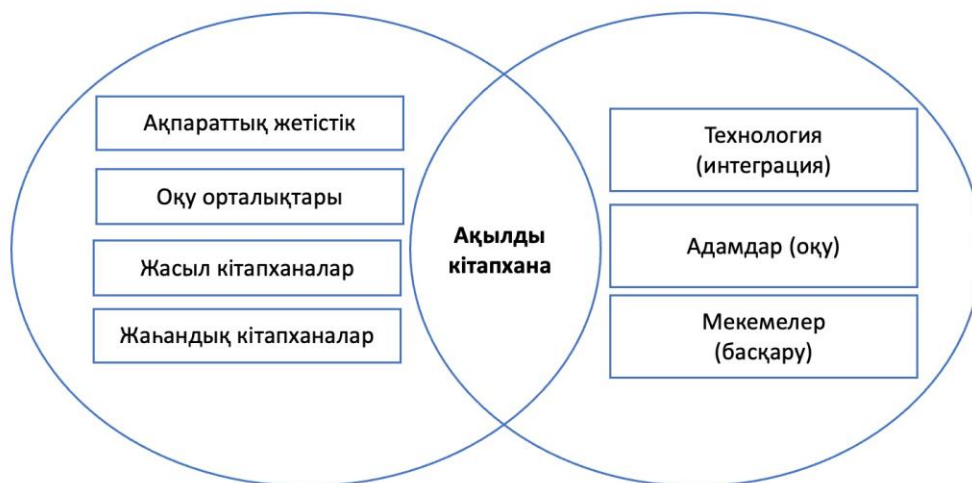 Ақпараттық жетістік
Оқу орталықтары
Жасыл кітапханалар
Жаһандық кітапханалар
Ақылды
кітапхана
Технология
(интеграция)
Адамдар (оқу)
Мекемелер
(басқару)